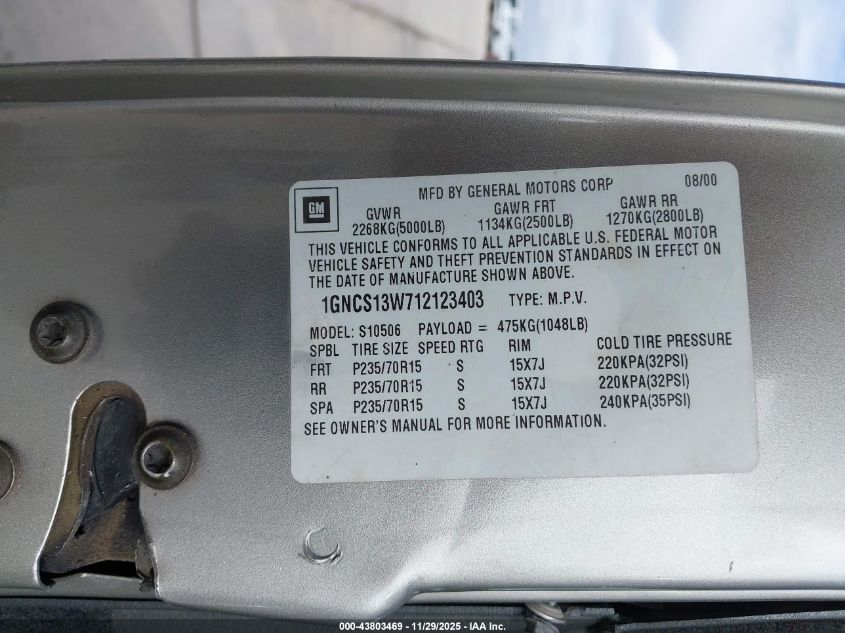 MFD BY GENERAL MOTORS CORP 08/00
GM
GVWR GAWR FRT GAWR RR
2268KG(5000LB) 1134KG(2500LB) 1270KG(2800LB)
THIS VEHICLE CONFORMS TO ALL APPLICABLE U.S. FEDERAL MOTOR
VEHICLE SAFETY AND THEFT PREVENTION STANDARDS IN EFFECT ON
THE DATE OF MANUFACTURE SHOWN ABOVE.
1GNCS13W712123403 TYPE: M.P.V.
MODEL: S10506 PAYLOAD = 475KG(1048LB)
SPBL TIRE SIZE SPEED RTG RIM COLD TIRE PRESSURE
FRT P235/70R15 S 15X7J 220KPA(32PSI)
RR P235/70R15 S 15X7J 220KPA(32PSI)
SPA P235/70R15 S 15X7J 240KPA(35PSI)
SEE OWNER'S MANUAL FOR MORE INFORMATION.
000-43803469 - 11/29/2025 - IAA Inc.